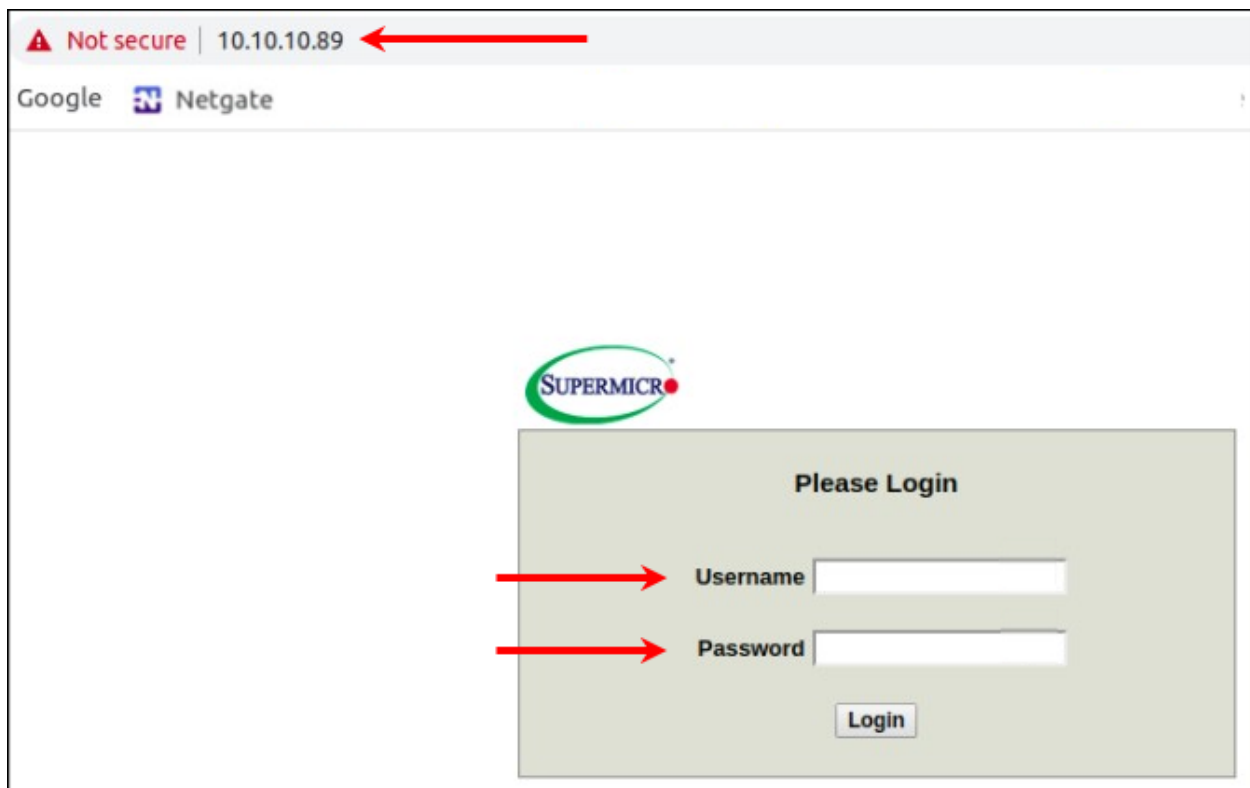 Not secure | 10.10.10.89
Google Netgate
SUPERMICRO
Please Login
Username
Password
Login